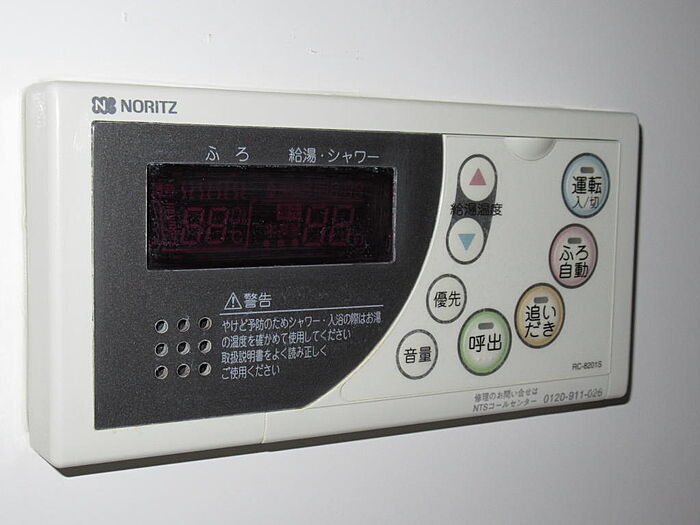 NORITZ
ふろ 給湯・シャワー
給湯温度
運転
入/切
ふろ
自動
優先
追い
だき
呼出
音量
警告
やけど予防のためシャワー・入浴の際はお湯
の温度を確かめて使用してください
取扱説明書をよく読み正しく
ご使用ください
RC-8201S
修理のお問い合せは
NTSコールセンター 0120-911-026